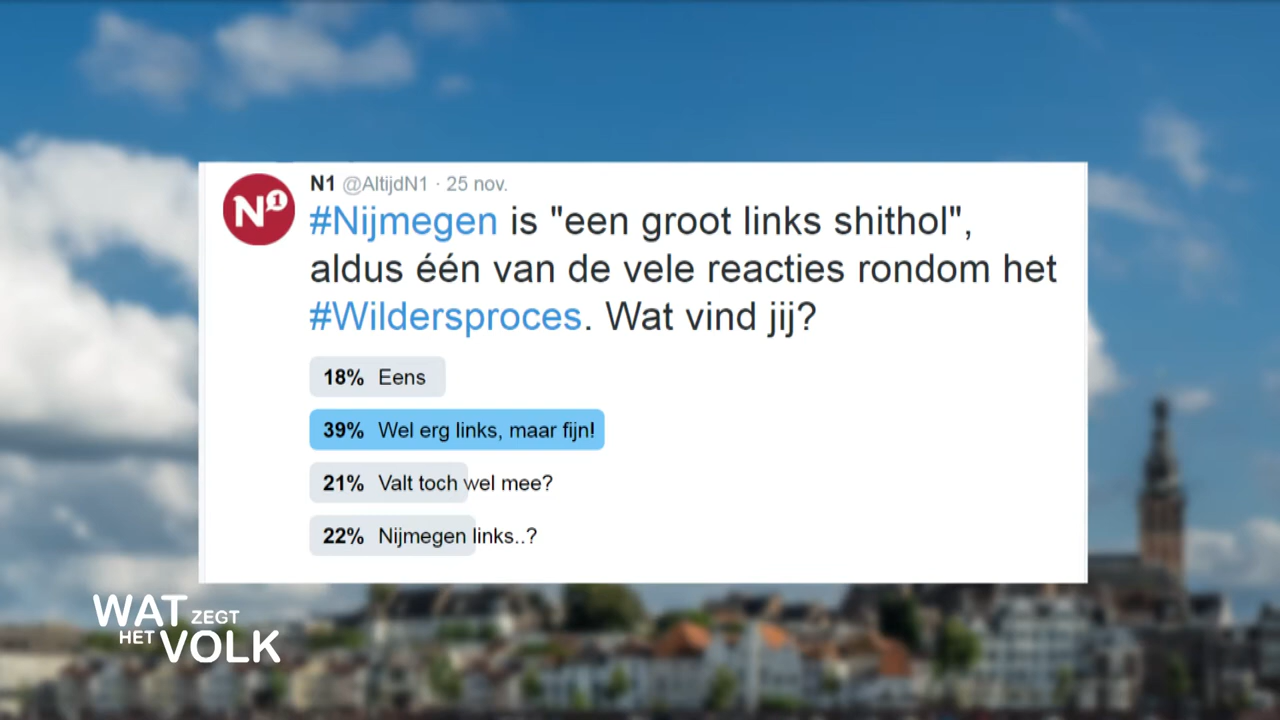 N1 @AltijdN1 · 25 nov.
#Nijmegen is "een groot links shithol",
aldus één van de vele reacties rondom het
#Wildersproces. Wat vind jij?
18% Eens
39% Wel erg links, maar fijn!
21% Valt toch wel mee?
22% Nijmegen links..?
N1
WAT ZEGT
HET VOLK